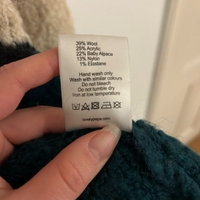 39% Wool
25% Acrylic
22% Baby Alpaca
13% Nylon
1% Elastane
Hand wash only
Wash with similar colours.
Do not bleach
Do not tumble dry
Iron at low temperature.